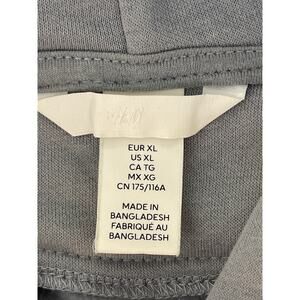 H&M
EUR XL
US XL
CA TG
MX XG
CN 175/116A
MADE IN
BANGLADESH
FABRIQUÉ AU
BANGLADESH